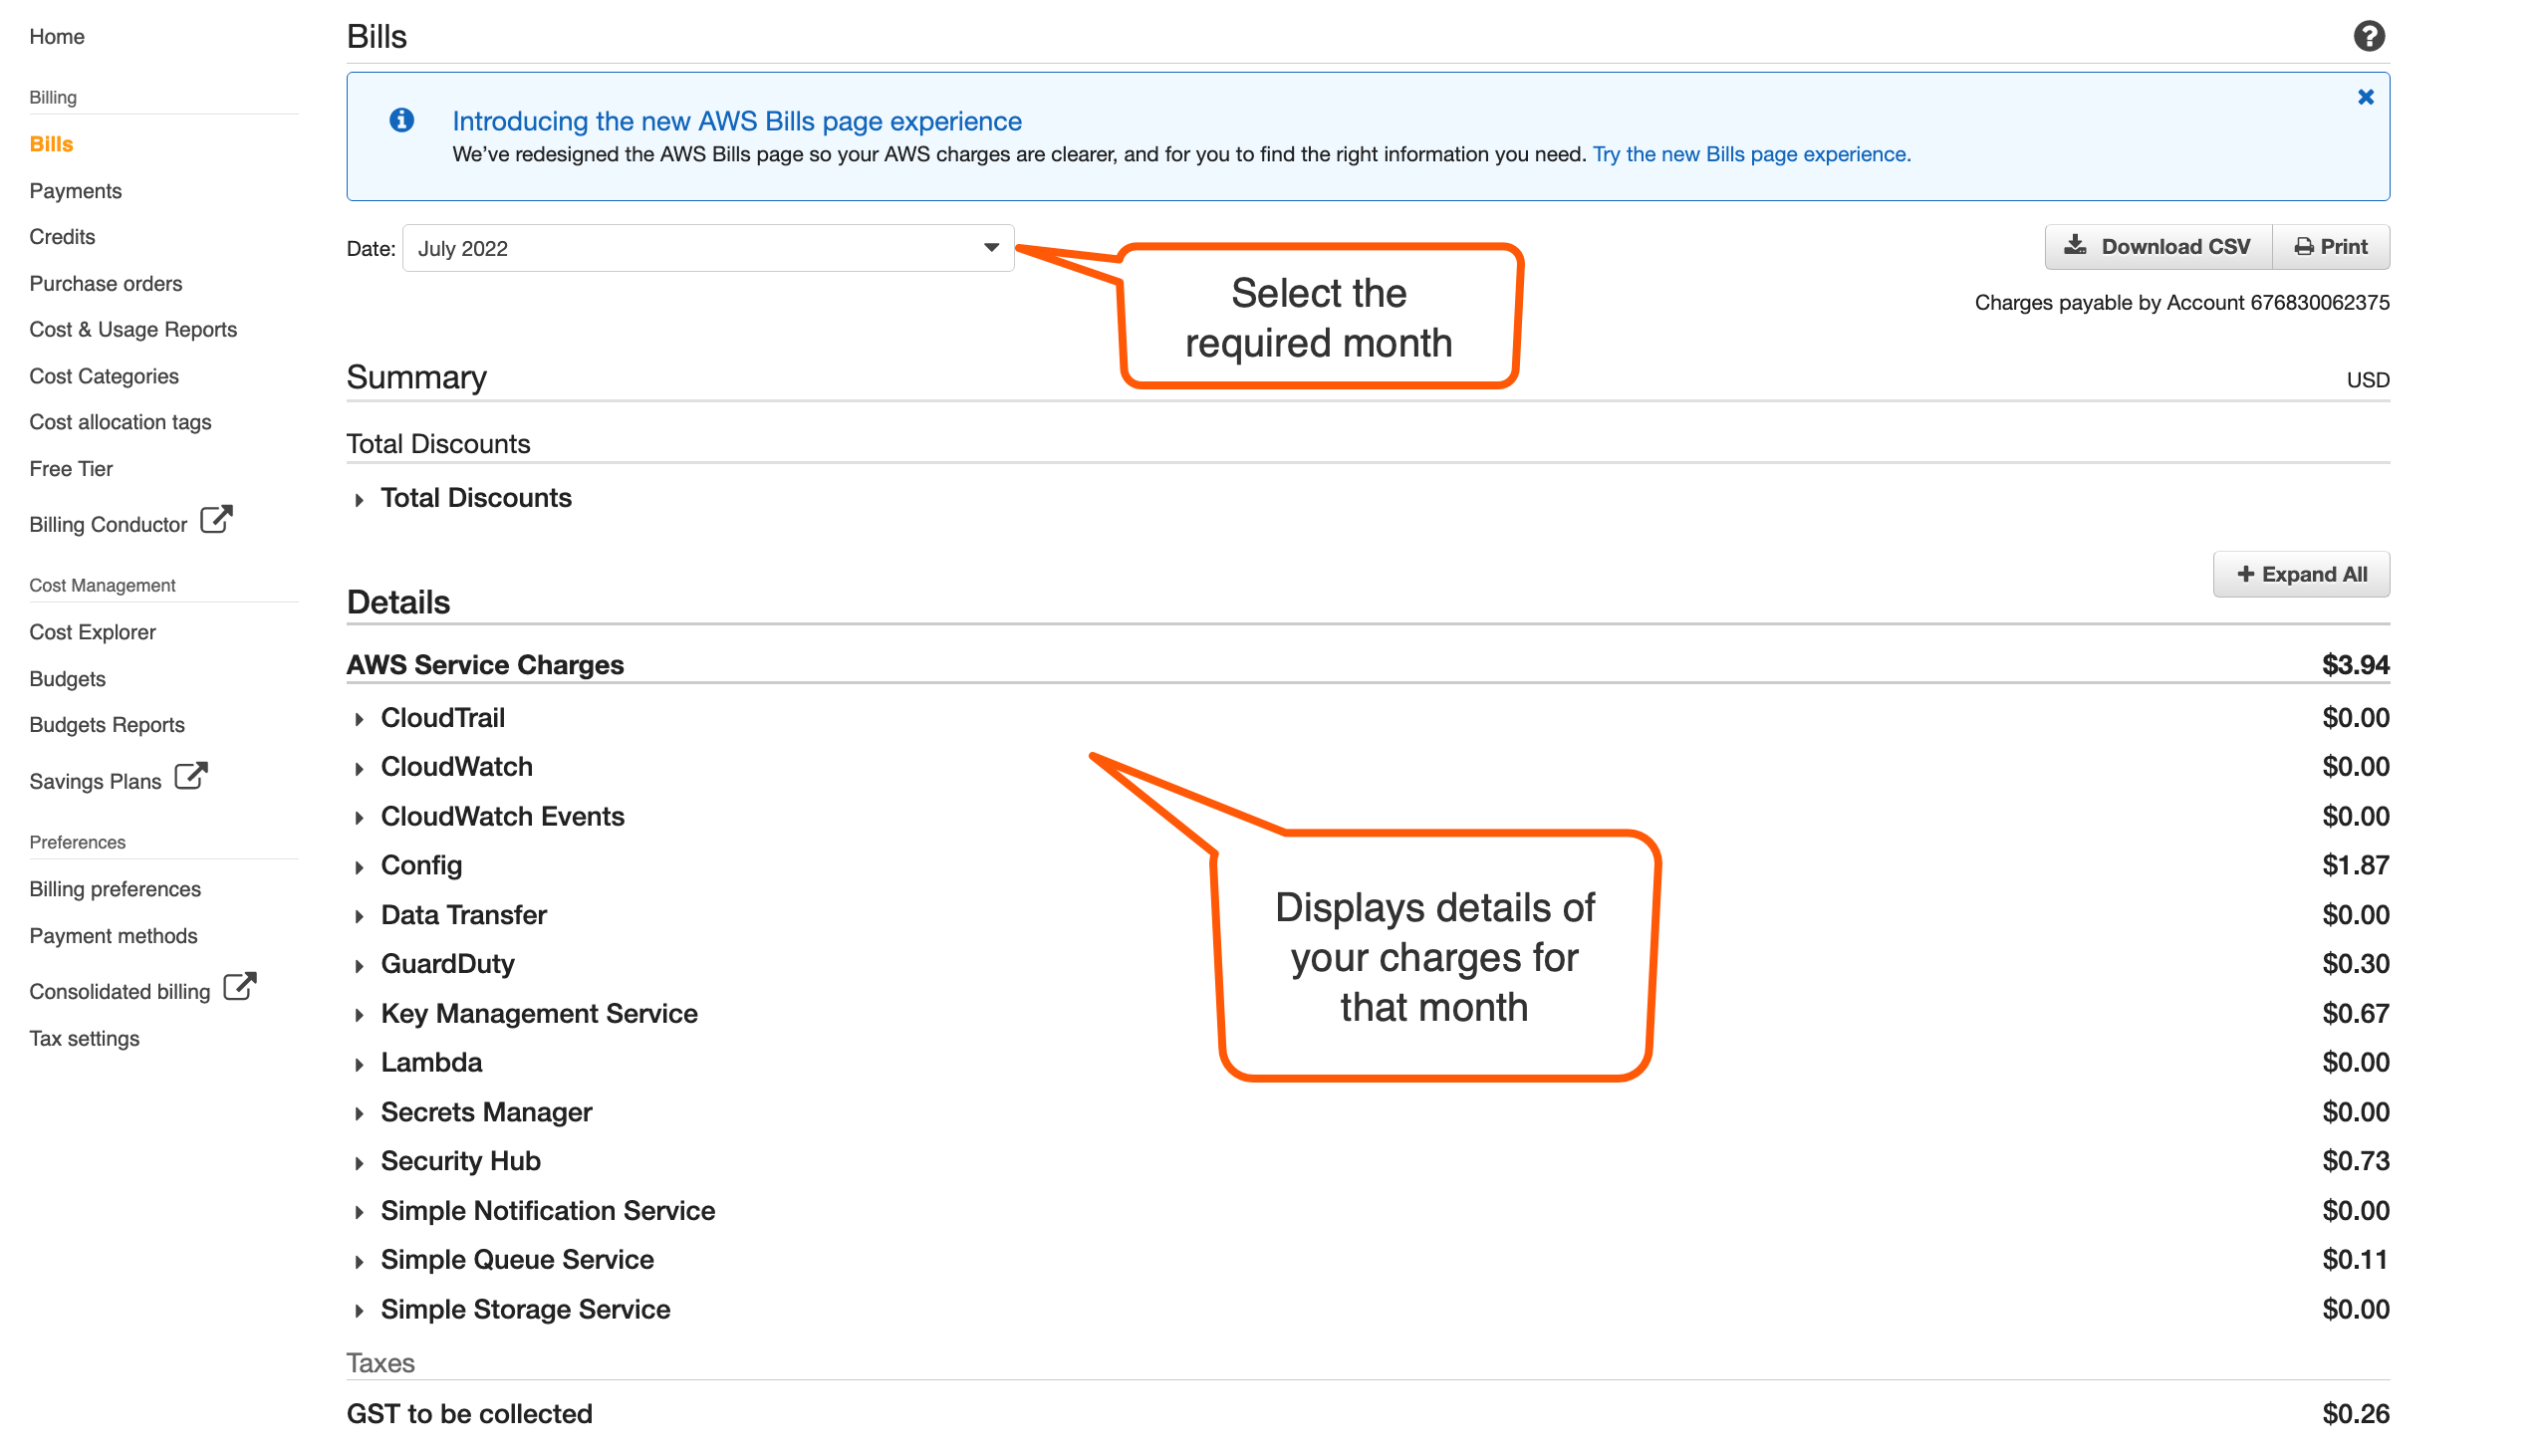 Home
Billing
Bills
Payments
Credits
Purchase orders
Cost & Usage Reports
Cost Categories
Cost allocation tags
Free Tier
Billing Conductor
Cost Management
Cost Explorer
Budgets
Budgets Reports
Savings Plans
Preferences
Billing preferences
Payment methods
Consolidated billing
Tax settings
Bills
Introducing the new AWS Bills page experience
We’ve redesigned the AWS Bills page so your AWS charges are clearer, and for you to find the right information you need. Try the new Bills page experience.
Date: July 2022
Select the
required month
Download CSV Print
Charges payable by Account 676830062375
Summary USD
Total Discounts
Total Discounts
Expand All
Details
AWS Service Charges $3.94
CloudTrail $0.00
CloudWatch $0.00
CloudWatch Events $0.00
Config $1.87
Data Transfer $0.00
GuardDuty $0.30
Key Management Service $0.67
Lambda $0.00
Secrets Manager $0.00
Security Hub $0.73
Simple Notification Service $0.00
Simple Queue Service $0.11
Simple Storage Service $0.00
Displays details of
your charges for
that month
Taxes
GST to be collected $0.26